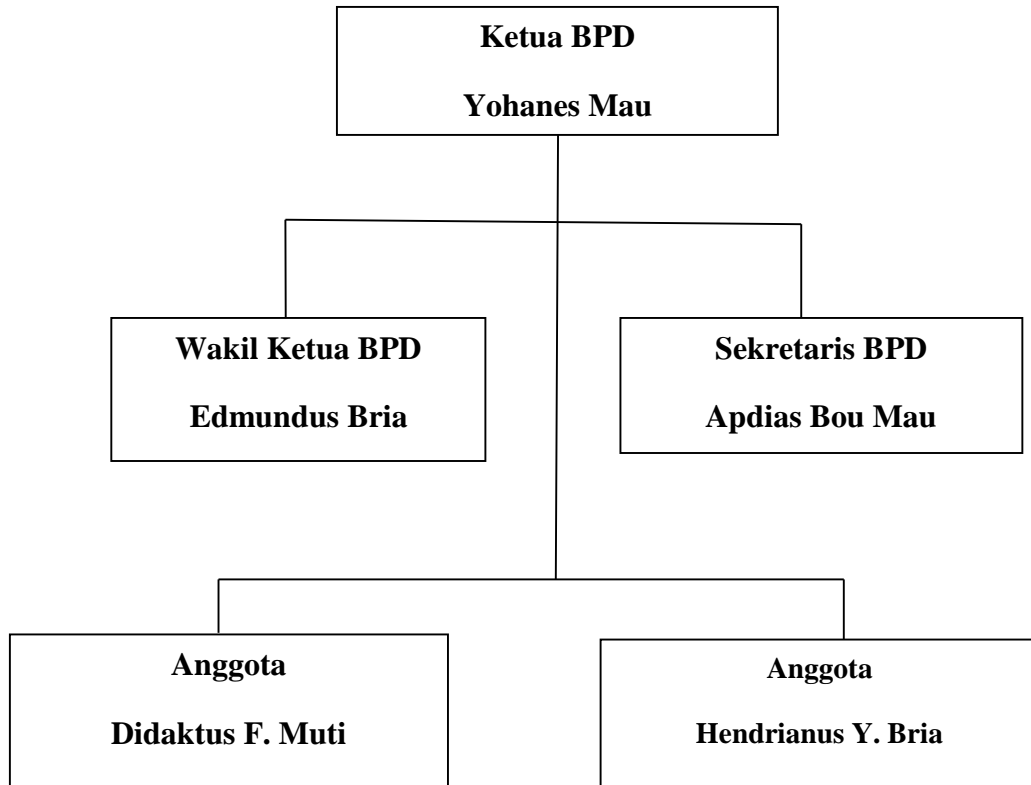 Ketua BPD
Yohanes Mau
Wakil Ketua BPD
Edmundus Bria
Sekretaris BPD
Apdias Bou Mau
Anggota
Didaktus F. Muti
Anggota
Hendrianus Y. Bria